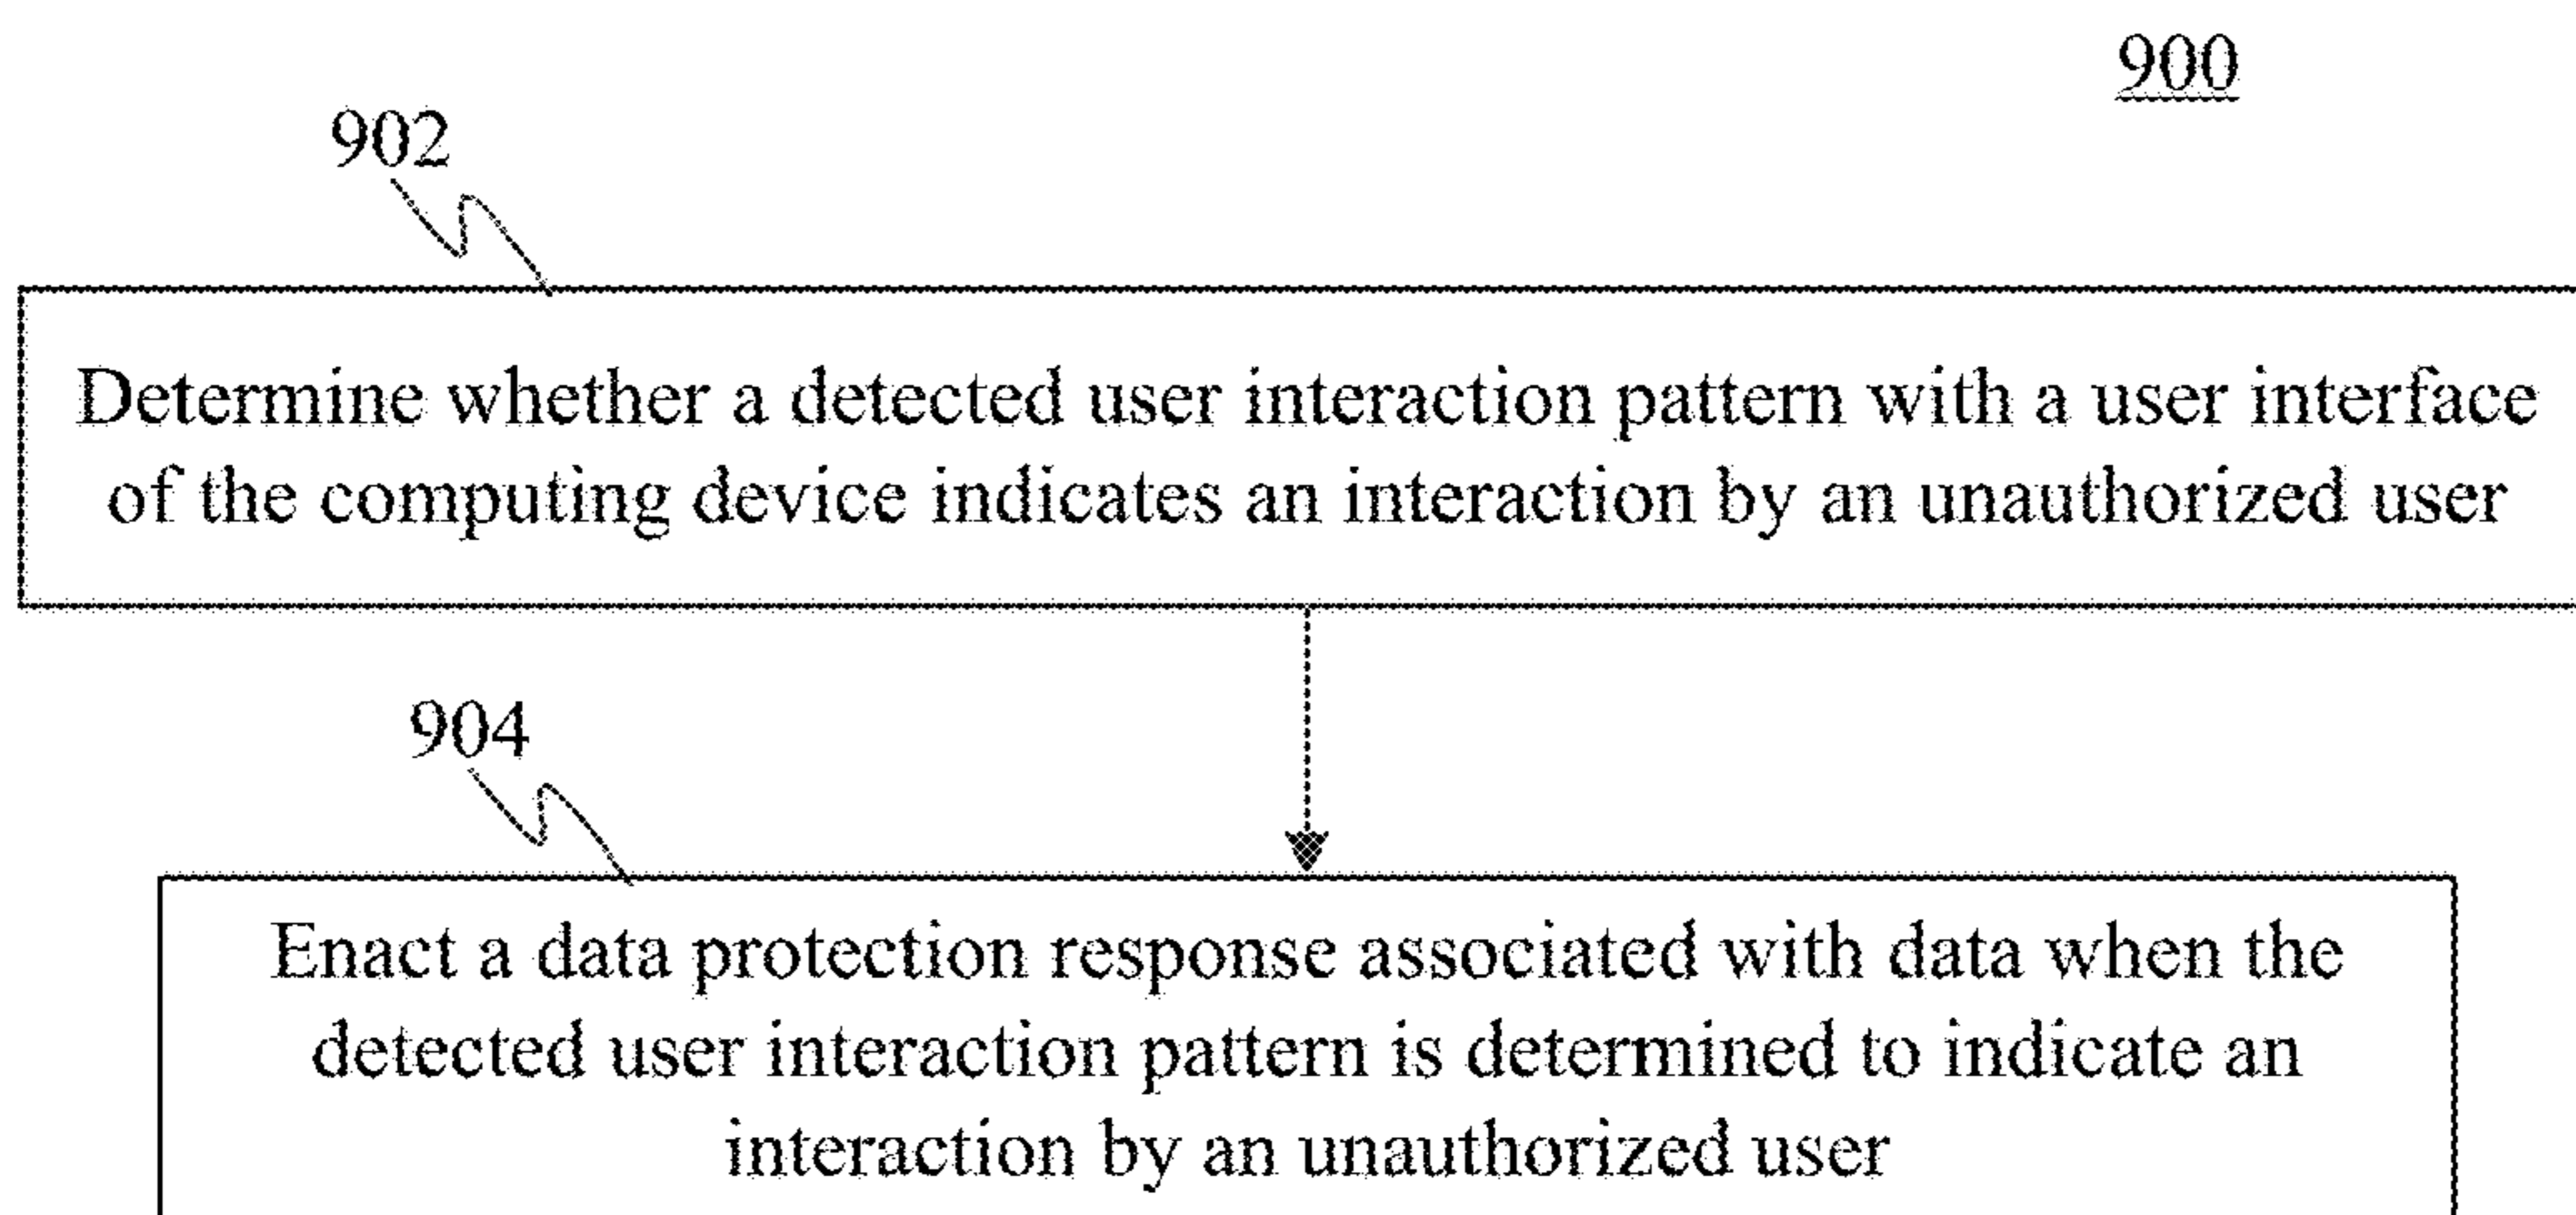 900
902
Determine whether a detected user interaction pattern with a user interface
of the computing device indicates an interaction by an unauthorized user
904
Enact a data protection response associated with data when the
detected user interaction pattern is determined to indicate an
interaction by an unauthorized user